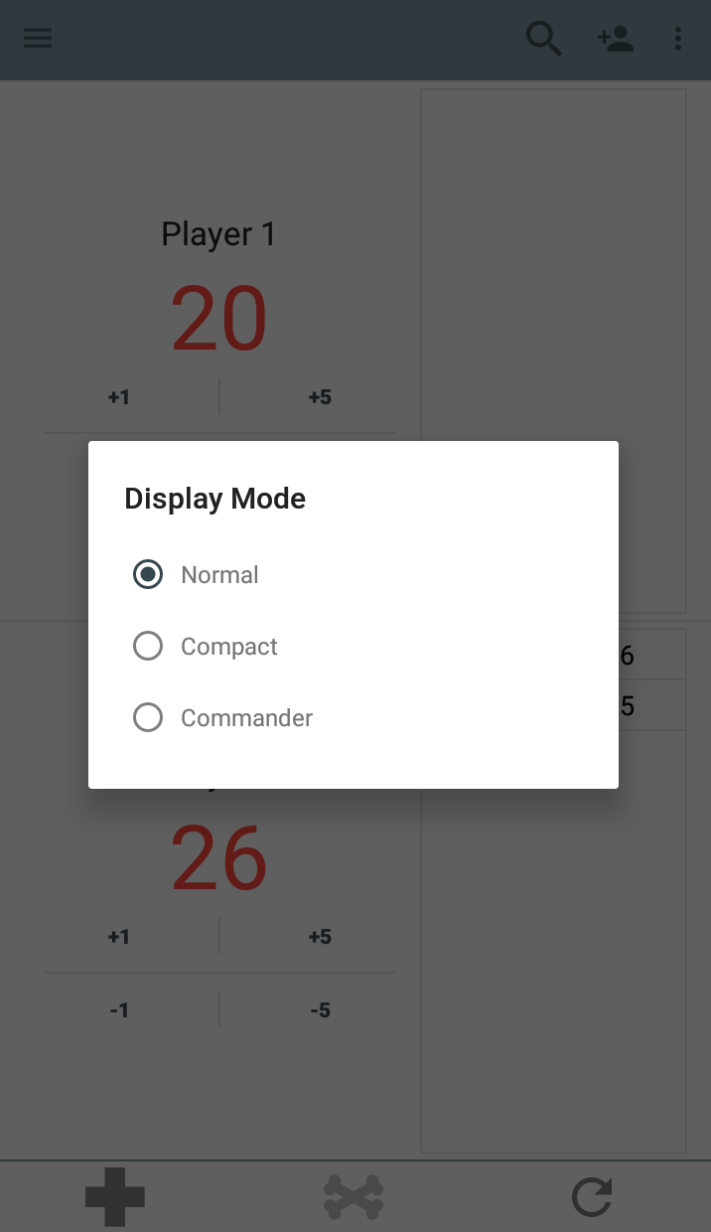 Player 1
20
+1 +5
Display Mode
Normal
Compact
Commander
6
5
26
+1 +5
-1 -5